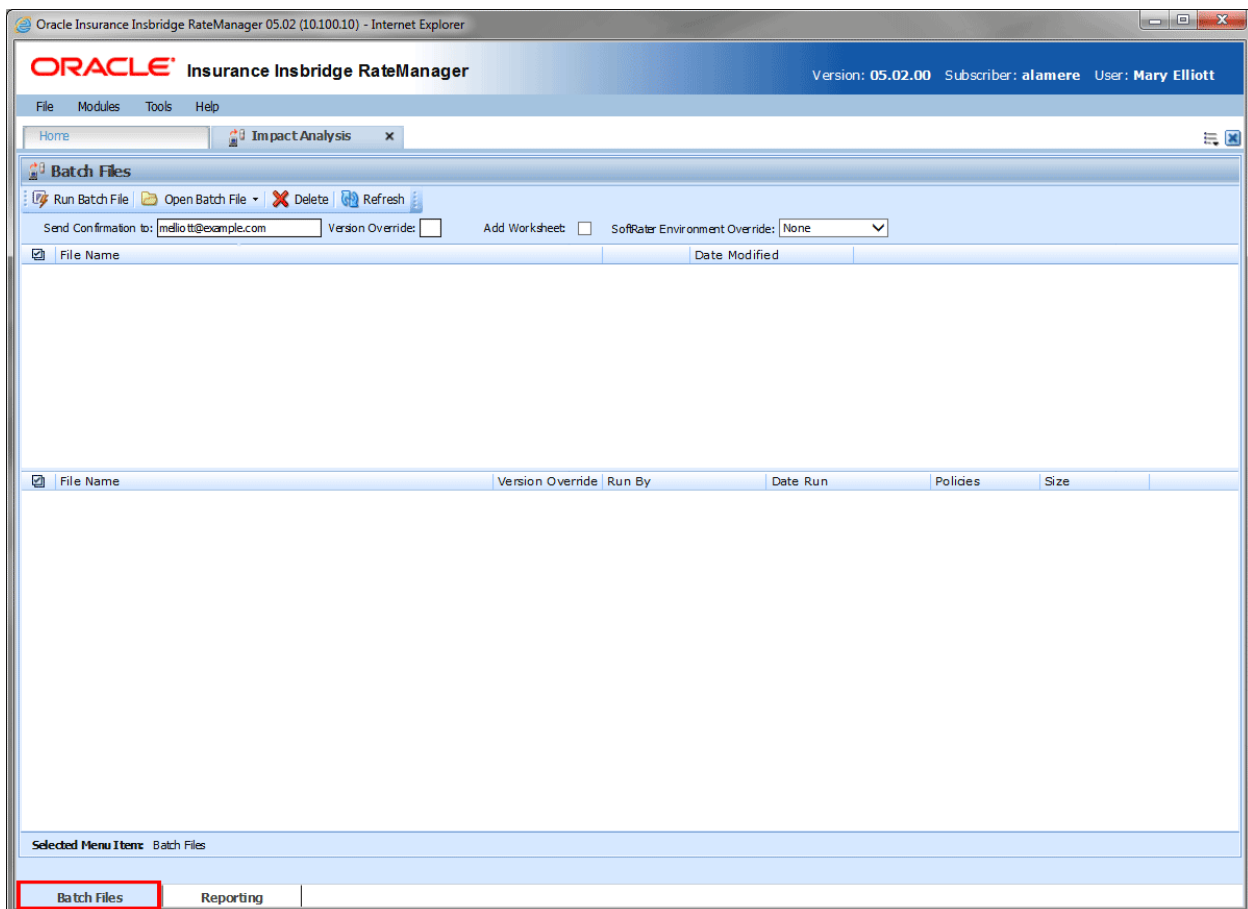 Oracle Insurance Insbridge RateManager 05.02 (10.100.10) - Internet Explorer
ORACLE Insurance Insbridge RateManager
Version: 05.02.00 Subscriber: alamere User: Mary Elliott
File Modules Tools Help
Home Impact Analysis
Batch Files
Run Batch File Open Batch File Delete Refresh
Send Confirmation to: melliott@example.com Version Override: Add Worksheet: SoftRater Environment Override: None
File Name Date Modified
File Name Version Override Run By Date Run Policies Size
Selected Menu Item: Batch Files
Batch Files Reporting